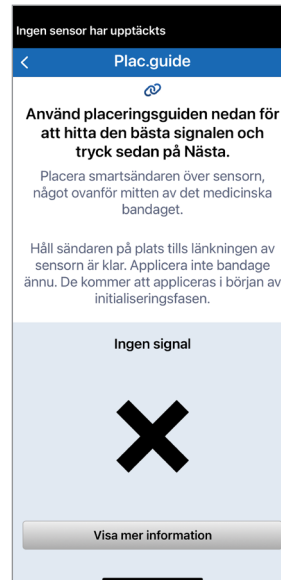 Ingen sensor har upptäckts
Plac.guide
Använd placeringsguiden nedan för
att hitta den bästa signalen och
tryck sedan på Nästa.
Placera smartsändaren över sensorn,
något ovanför mitten av det medicinska
bandaget.
Håll sändaren på plats tills länkningen av
sensorn är klar. Applicera inte bandage
ännu. De kommer att appliceras i början av
initialiseringsfasen.
Ingen signal
Visa mer information